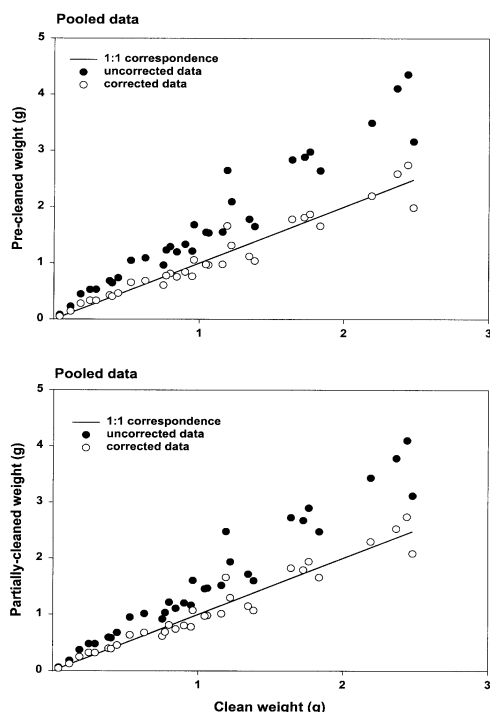 Pooled data
5
1:1 correspondence
uncorrected data
corrected data
4
3
2
1
0
Pre-cleaned weight (g)
1
2
3
Pooled data
5
1:1 correspondence
uncorrected data
corrected data
4
3
2
1
0
Partially-cleaned weight (g)
1
2
3
Clean weight (g)